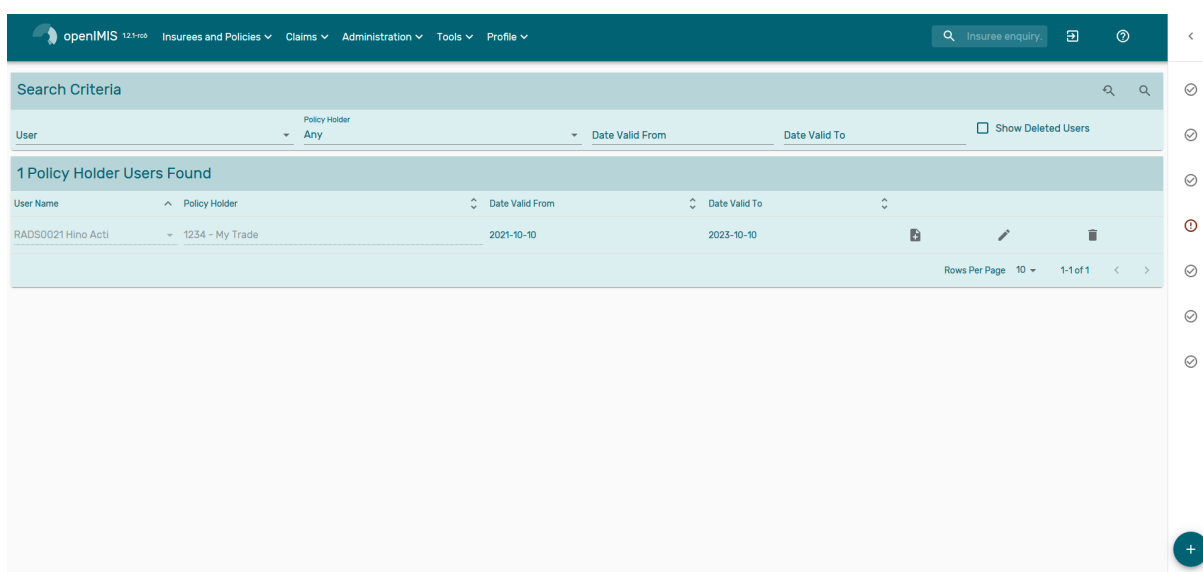 openIMIS 1.2.1-rc6 Insurees and Policies Claims Administration Tools Profile Insuree enquiry.
Search Criteria
User Policy Holder Any Date Valid From Date Valid To Show Deleted Users
1 Policy Holder Users Found
User Name Policy Holder Date Valid From Date Valid To
RADS0021 Hino Acti 1234 - My Trade 2021-10-10 2023-10-10
Rows Per Page 10 1-1 of 1